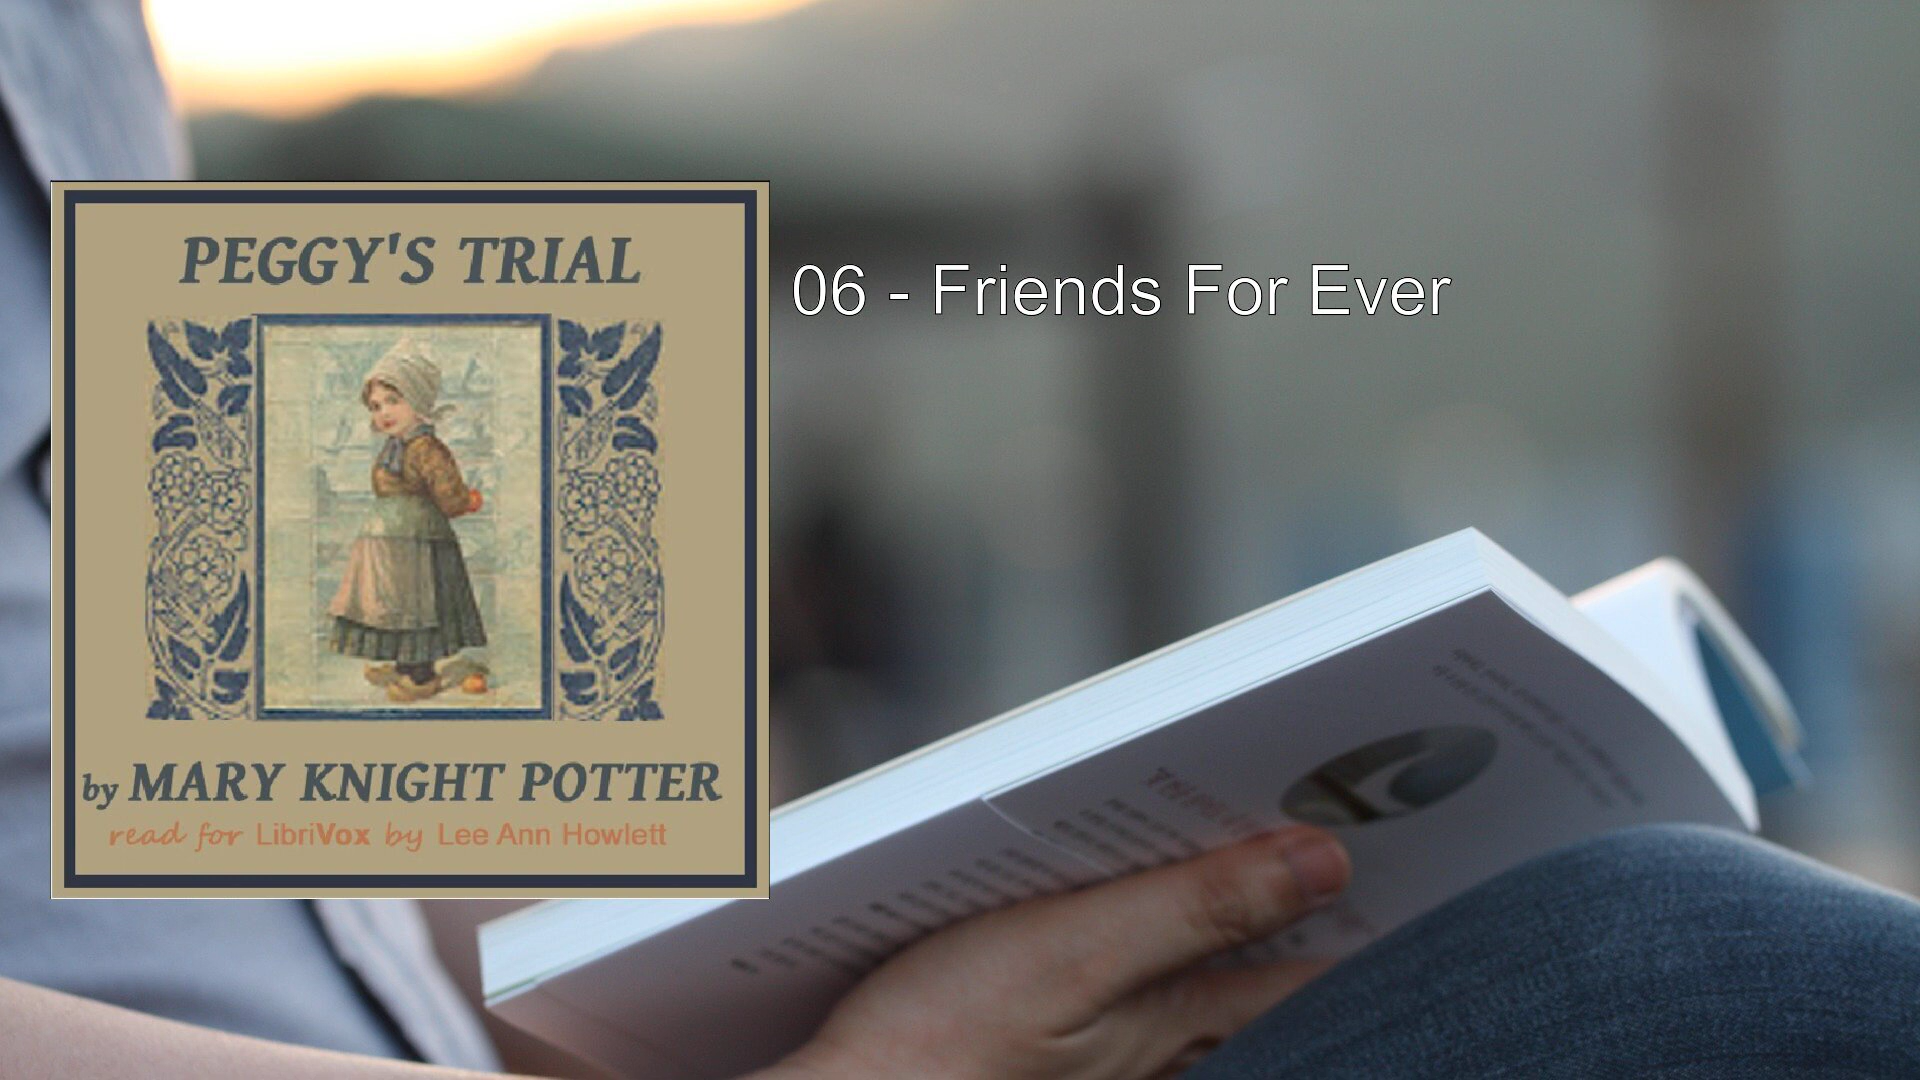 PEGGY'S TRIAL
by MARY KNIGHT POTTER
read for LibriVox by Lee Ann Howlett
06 - Friends For Ever